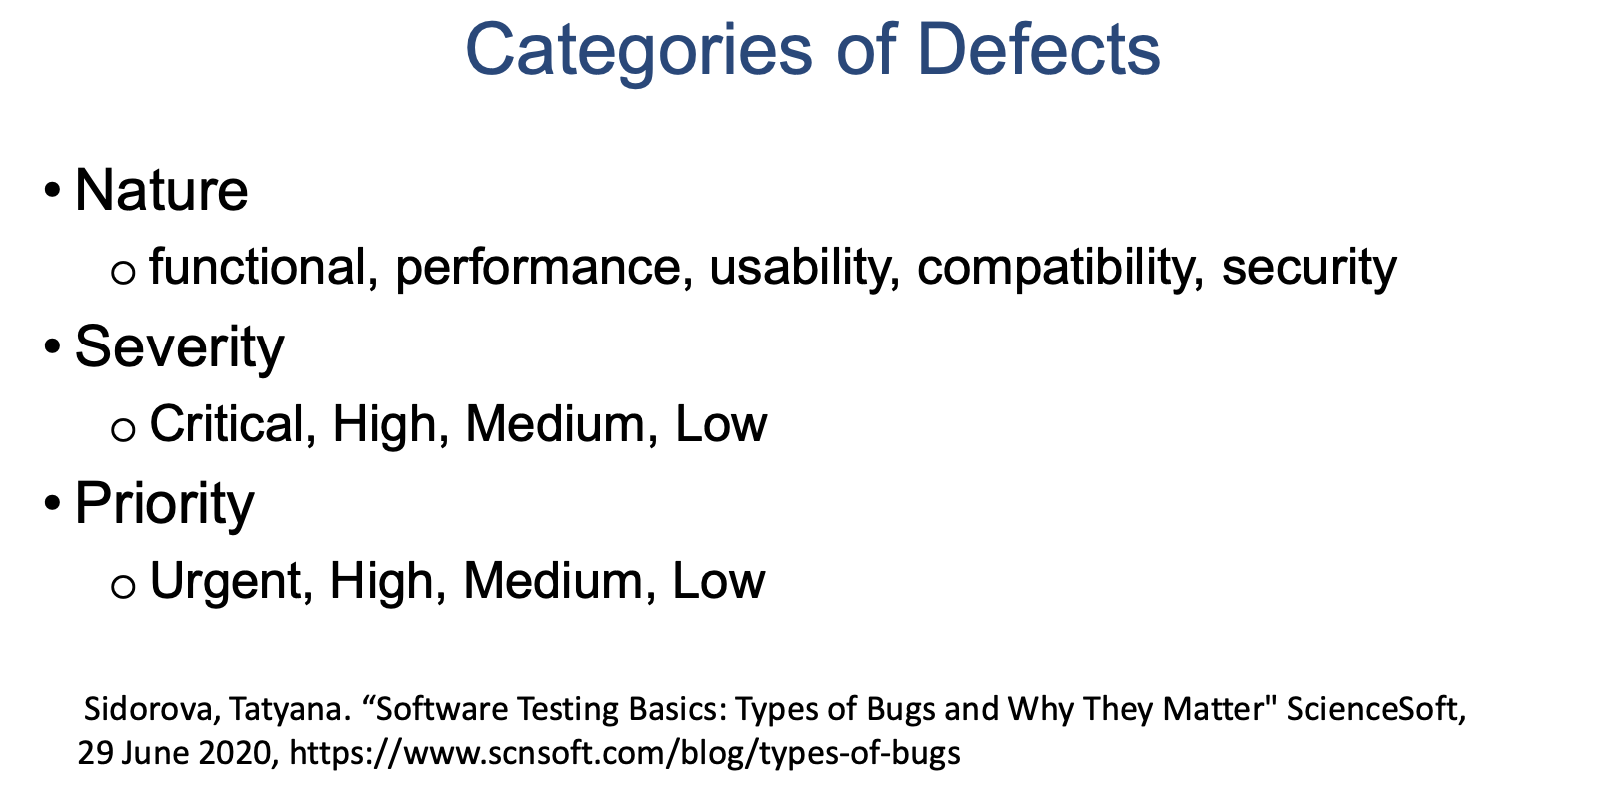 Categories of Defects
• Nature
o functional, performance, usability, compatibility, security
• Severity
o Critical, High, Medium, Low
• Priority
o Urgent, High, Medium, Low
Sidorova, Tatyana. “Software Testing Basics: Types of Bugs and Why They Matter" ScienceSoft,
29 June 2020, https://www.scnsoft.com/blog/types-of-bugs